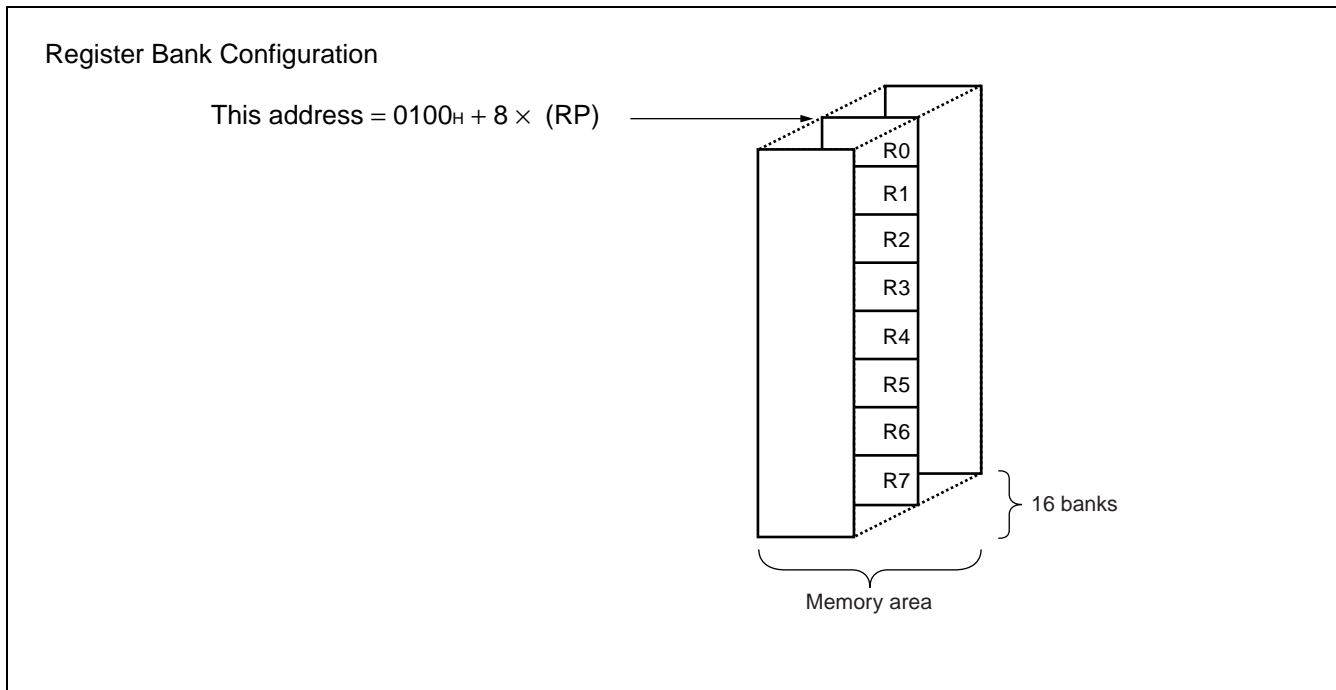 Register Bank Configuration
This address = 0100H + 8 × (RP)
R0
R1
R2
R3
R4
R5
R6
R7
16 banks
Memory area